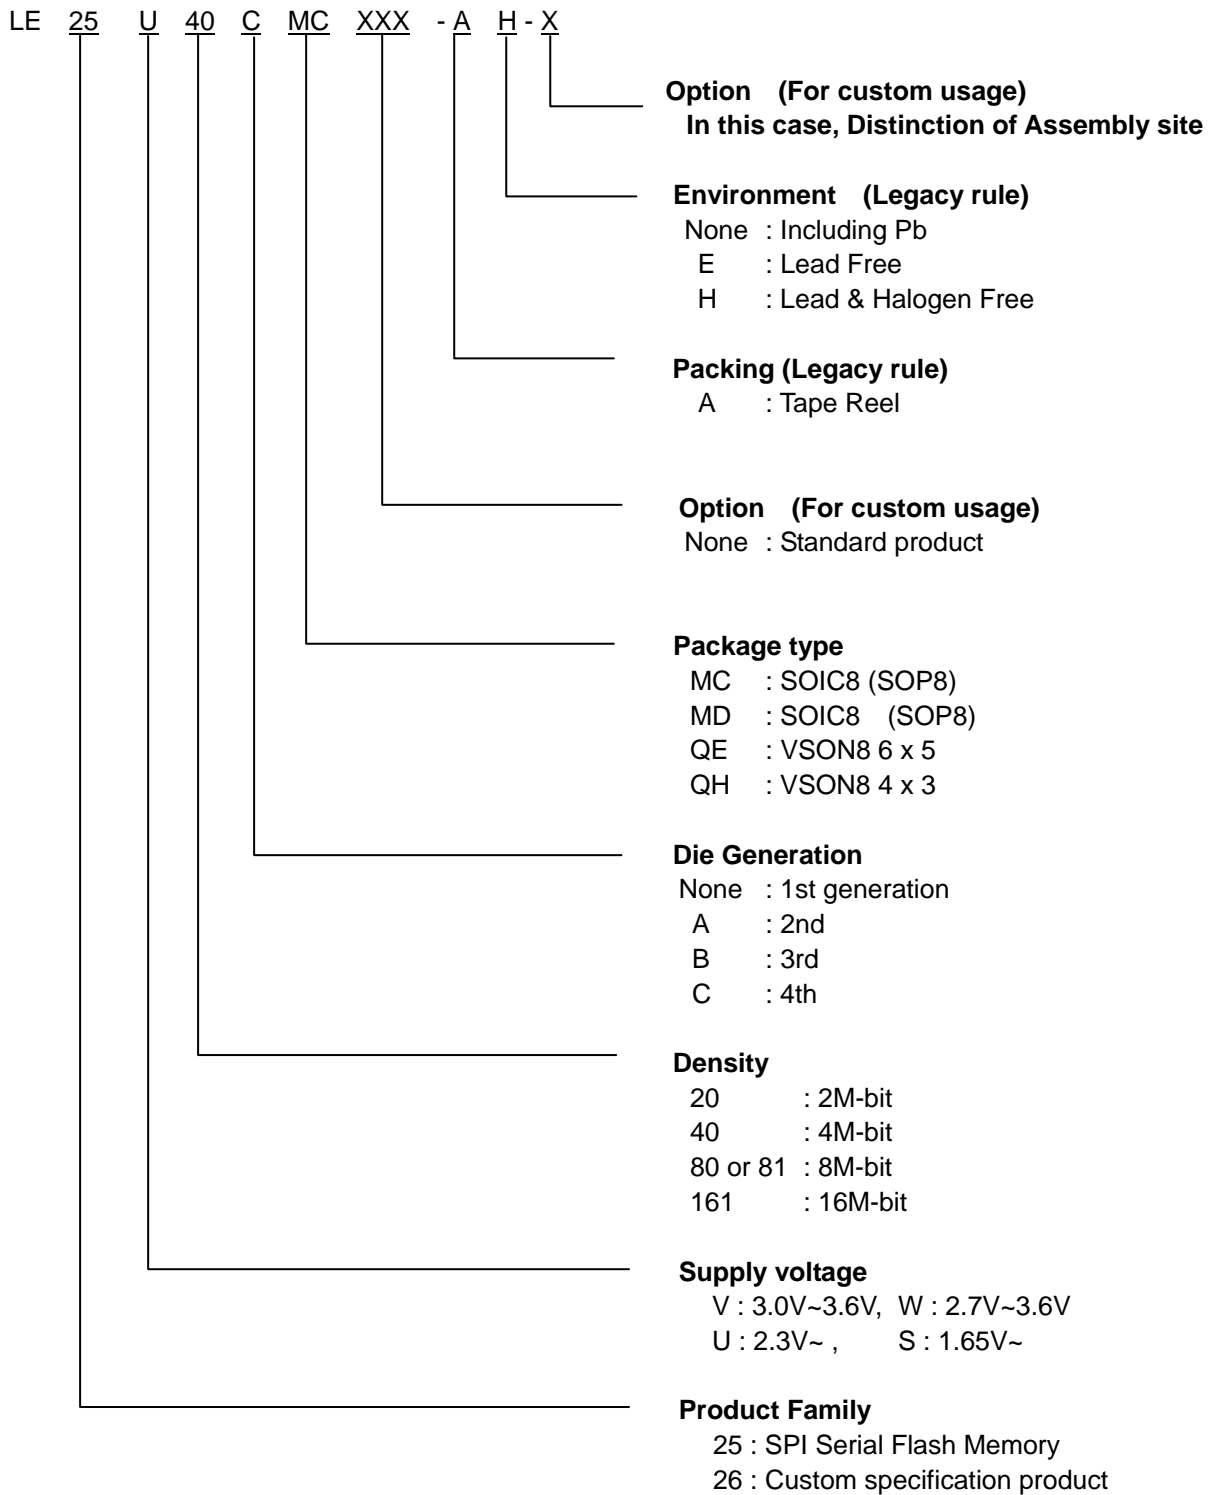 LE 25 U 40 C MC XXX - A H - X
Option (For custom usage)
In this case, Distinction of Assembly site
Environment (Legacy rule)
None : Including Pb
E : Lead Free
H : Lead & Halogen Free
Packing (Legacy rule)
A : Tape Reel
Option (For custom usage)
None : Standard product
Package type
MC : SOIC8 (SOP8)
MD : SOIC8 (SOP8)
QE : VSON8 6 x 5
QH : VSON8 4 x 3
Die Generation
None : 1st generation
A : 2nd
B : 3rd
C : 4th
Density
20 : 2M-bit
40 : 4M-bit
80 or 81 : 8M-bit
161 : 16M-bit
Supply voltage
V : 3.0V~3.6V, W : 2.7V~3.6V
U : 2.3V~ , S : 1.65V~
Product Family
25 : SPI Serial Flash Memory
26 : Custom specification product